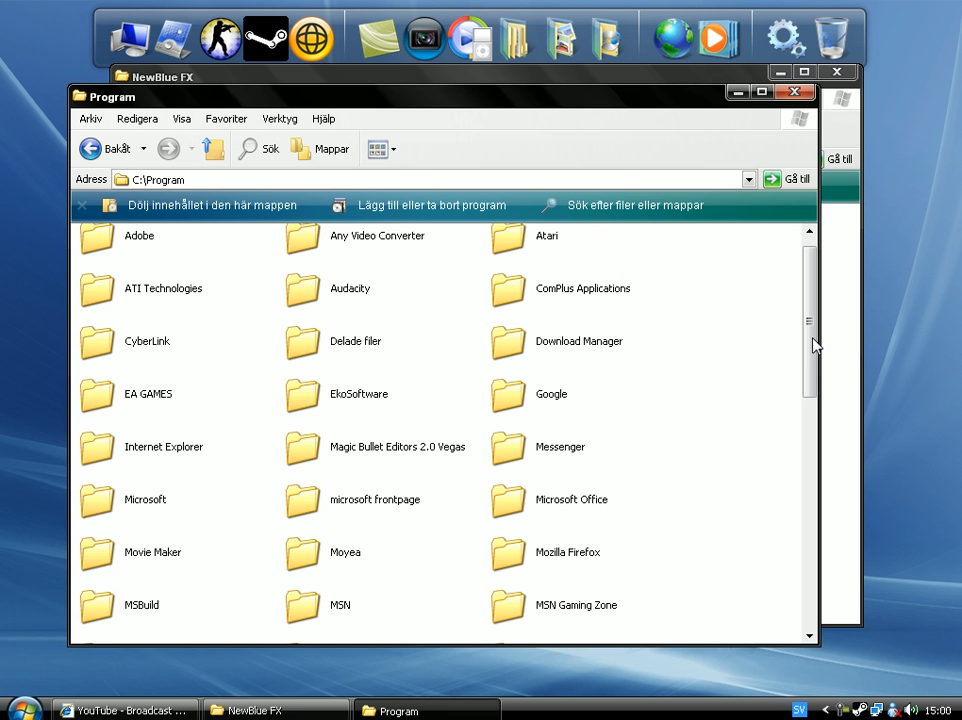 NewBlue FX
Program
Arkiv Redigera Visa Favoriter Verktyg Hjälp
Bakåt Sök Mappar
Adress C:\Program Gå till
Gå till
Dölj innehållet i den här mappen Lägg till eller ta bort program Sök efter filer eller mappar
Adobe Any Video Converter Atari
ATI Technologies Audacity ComPlus Applications
CyberLink Delade filer Download Manager
EA GAMES EkoSoftware Google
Internet Explorer Magic Bullet Editors 2.0 Vegas Messenger
Microsoft microsoft frontpage Microsoft Office
Movie Maker Moyea Mozilla Firefox
MSBuild MSN MSN Gaming Zone
YouTube - Broadcast ... NewBlue FX Program SV 15:00